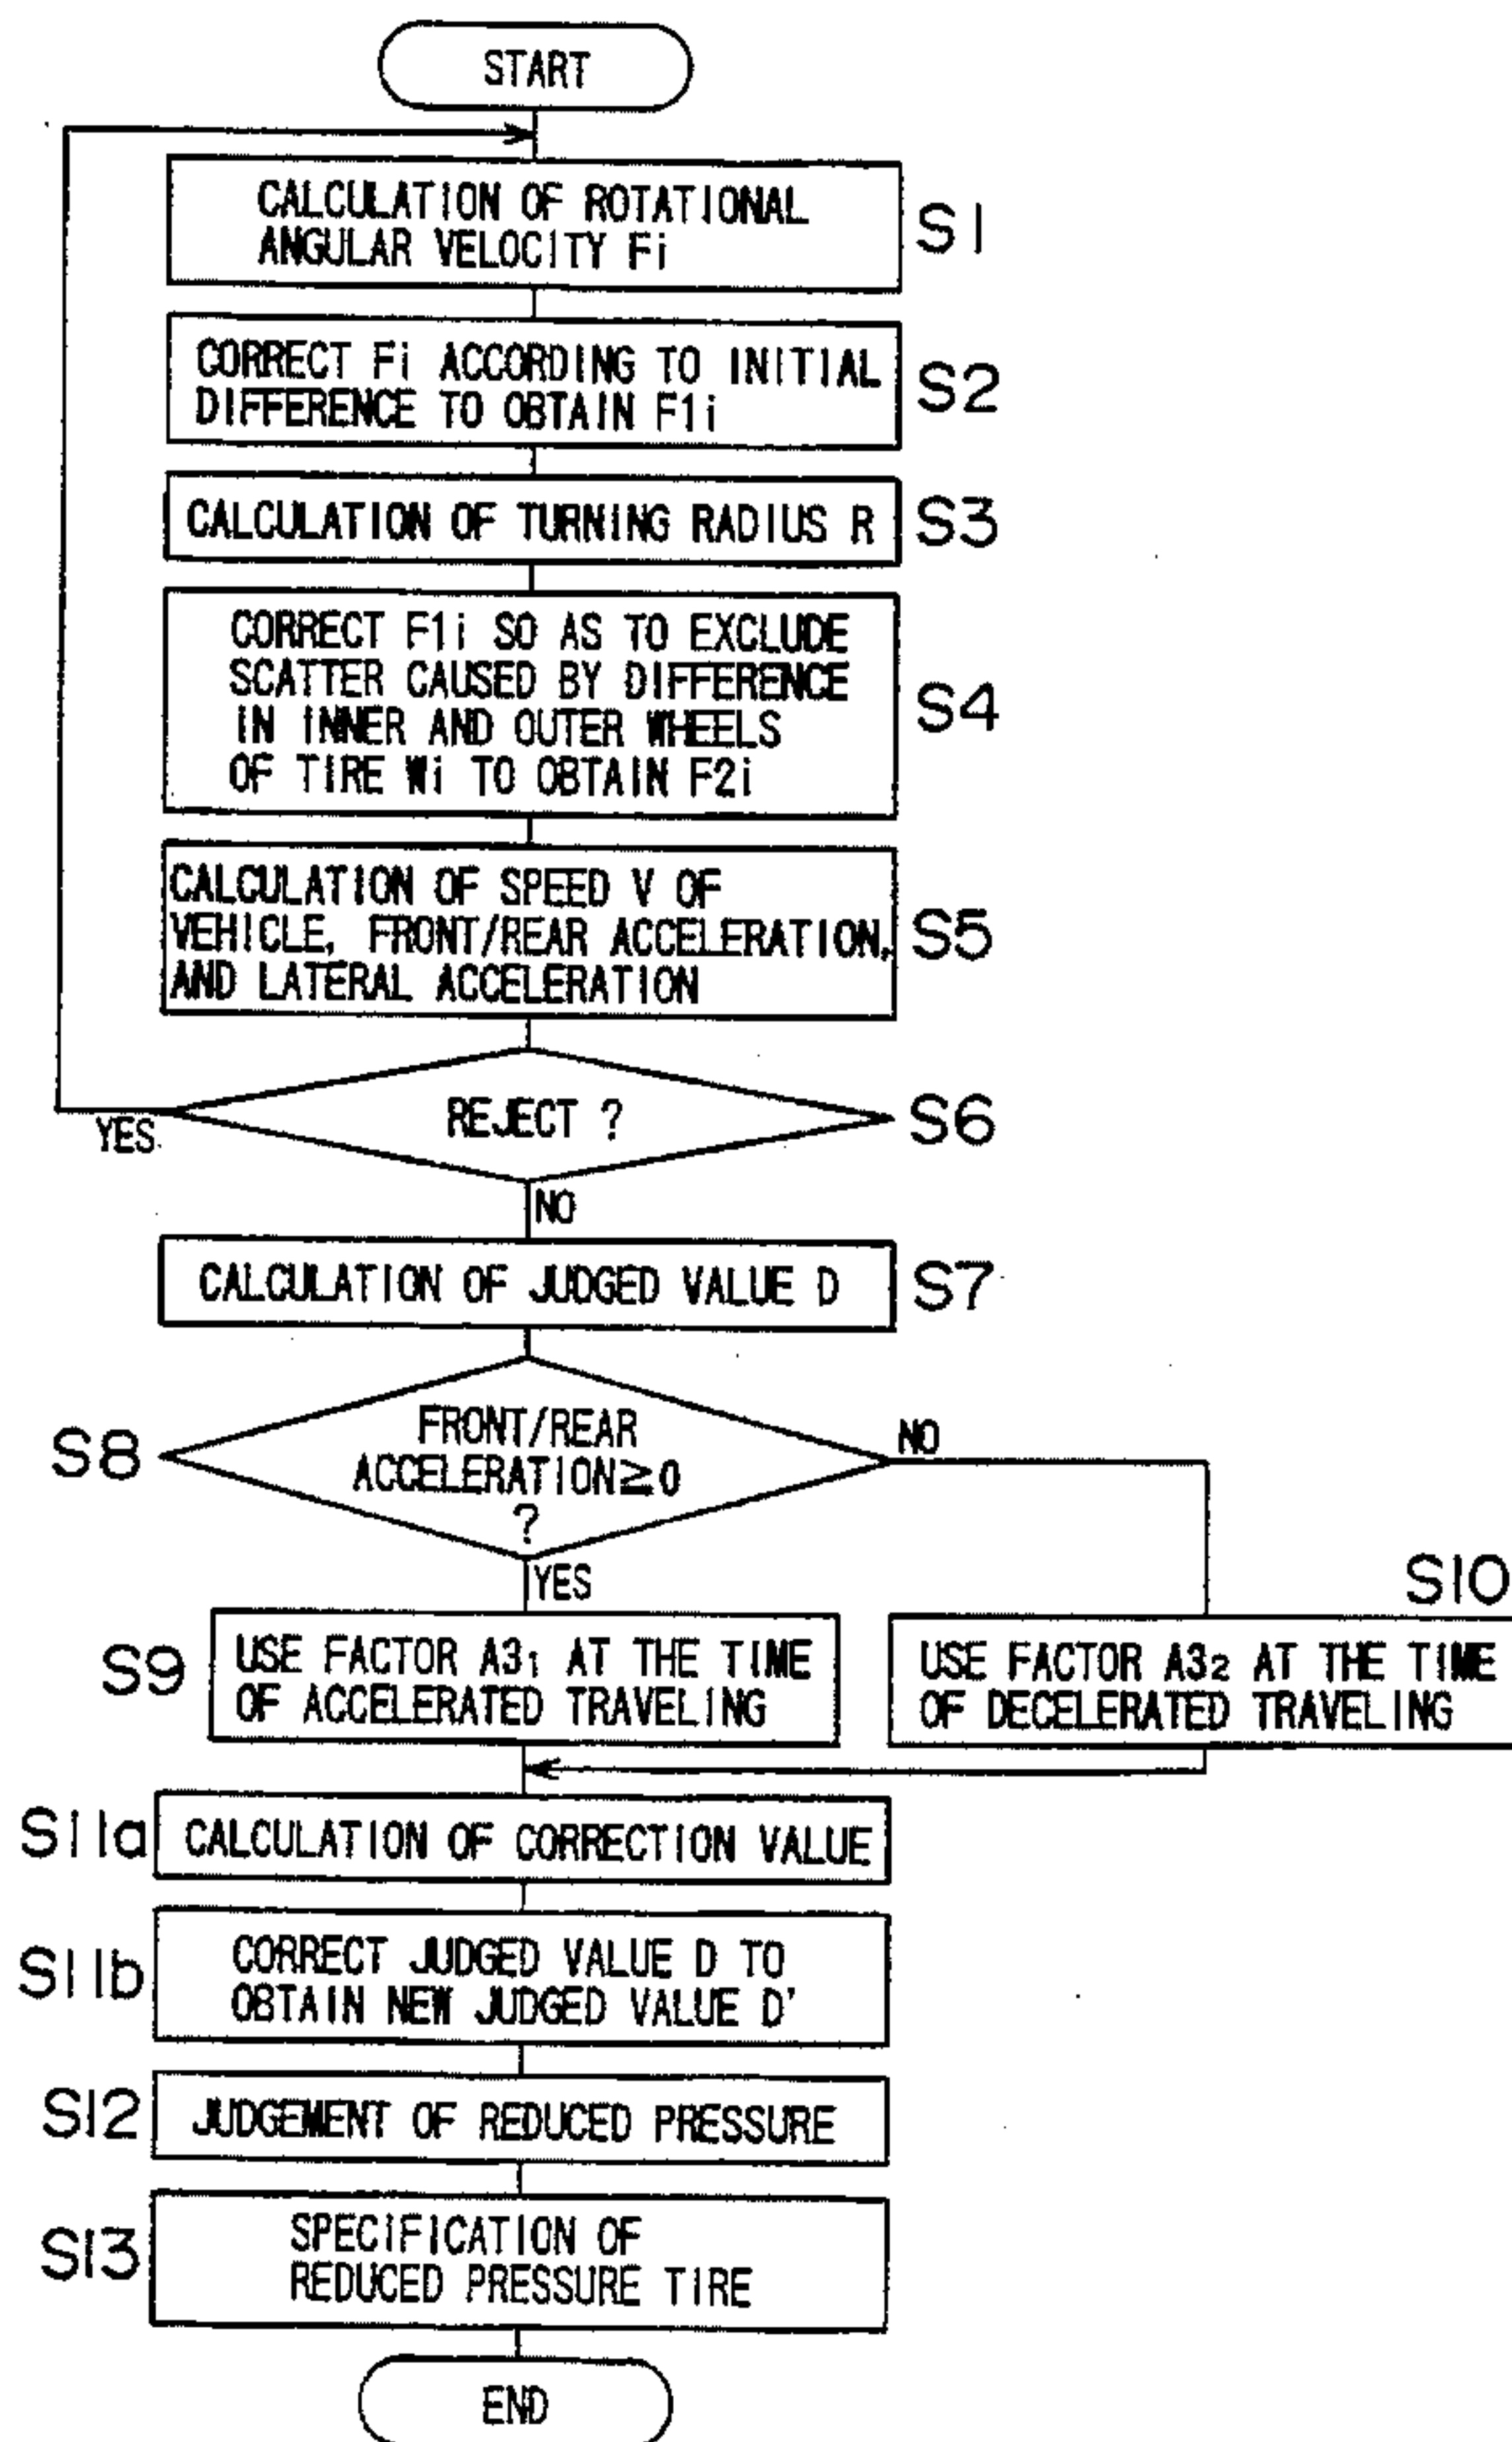 START
CALCULATION OF ROTATIONAL
ANGULAR VELOCITY Fi
S1
CORRECT Fi ACCORDING TO INITIAL
DIFFERENCE TO OBTAIN F1i
S2
CALCULATION OF TURNING RADIUS R
S3
CORRECT F1i SO AS TO EXCLUDE
SCATTER CAUSED BY DIFFERENCE
IN INNER AND OUTER WHEELS
OF TIRE Wi TO OBTAIN F2i
S4
CALCULATION OF SPEED V OF
VEHICLE, FRONT/REAR ACCELERATION,
AND LATERAL ACCELERATION
S5
REJECT ?
S6
YES
NO
CALCULATION OF JUDGED VALUE D
S7
S8
FRONT/REAR
ACCELERATION≧0
?
NO
YES
S10
S9
USE FACTOR A3₁ AT THE TIME
OF ACCELERATED TRAVELING
USE FACTOR A3₂ AT THE TIME
OF DECELERATED TRAVELING
S11a
CALCULATION OF CORRECTION VALUE
S11b
CORRECT JUDGED VALUE D TO
OBTAIN NEW JUDGED VALUE D'
S12
JUDGEMENT OF REDUCED PRESSURE
S13
SPECIFICATION OF
REDUCED PRESSURE TIRE
END